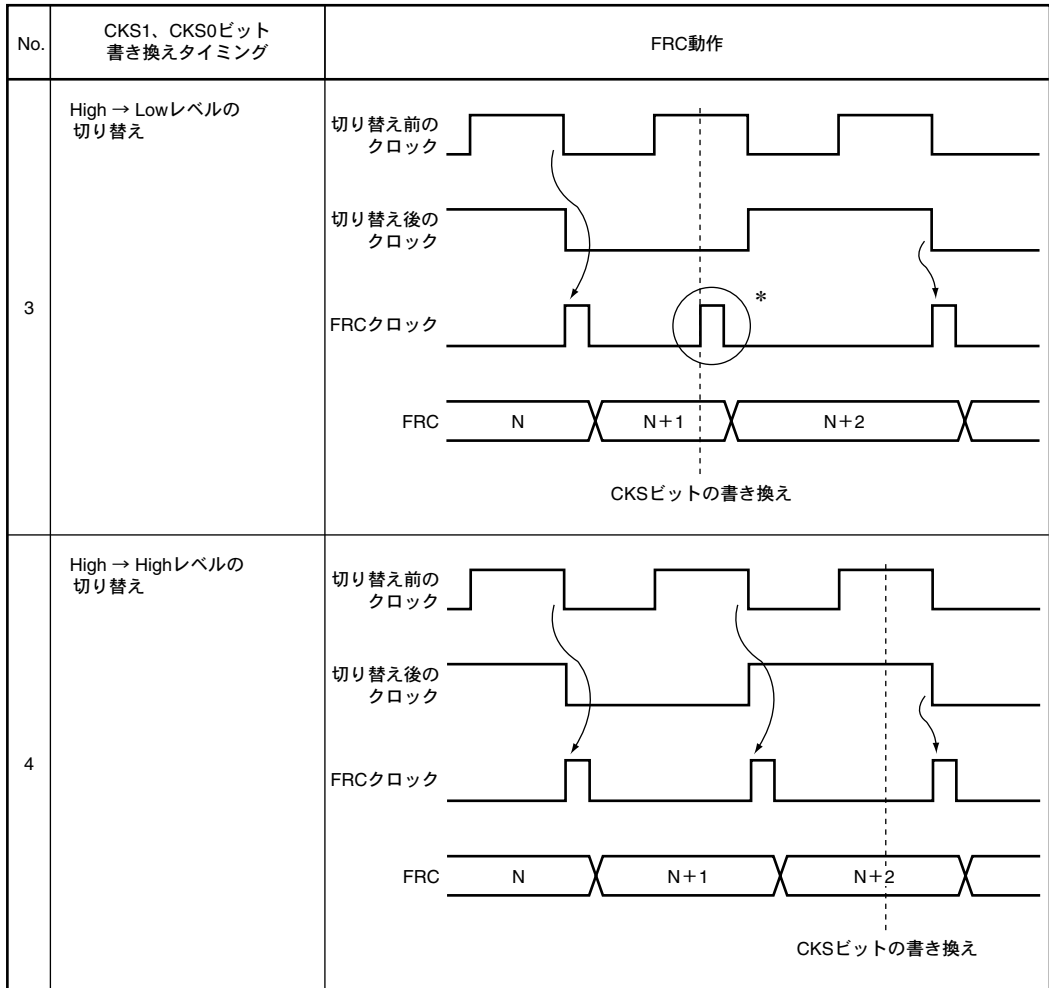 No.
CKS1、CKS0ビット
書き換えタイミング
FRC動作
3
High → Lowレベルの
切り替え
切り替え前の
クロック
切り替え後の
クロック
FRCクロック
*
FRC
N
N+1
N+2
CKSビットの書き換え
4
High → Highレベルの
切り替え
切り替え前の
クロック
切り替え後の
クロック
FRCクロック
FRC
N
N+1
N+2
CKSビットの書き換え